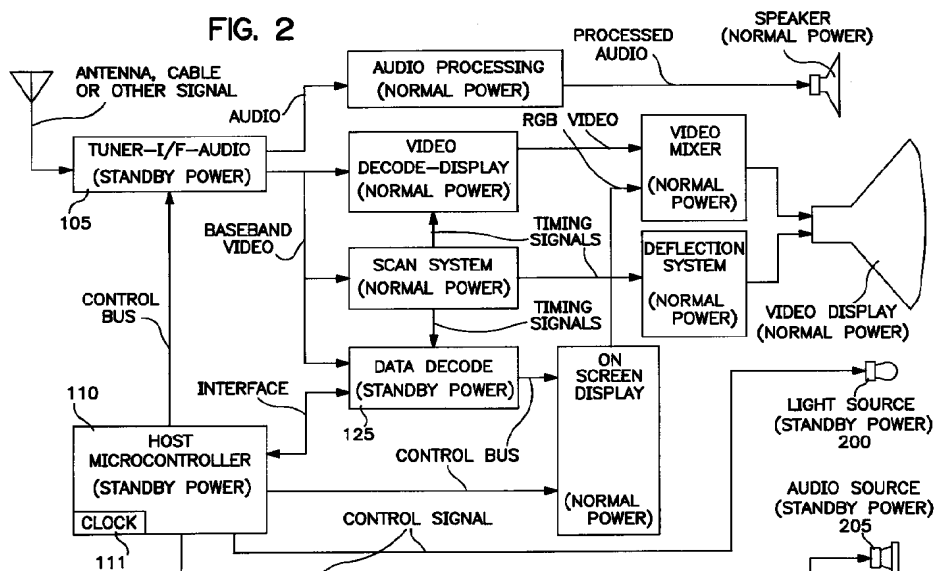 FIG. 2
SPEAKER
(NORMAL POWER)
PROCESSED
AUDIO
ANTENNA, CABLE
OR OTHER SIGNAL
AUDIO
AUDIO PROCESSING
(NORMAL POWER)
RGB VIDEO
TUNER-I/F-AUDIO
(STANDBY POWER)
105
VIDEO
DECODE-DISPLAY
(NORMAL POWER)
VIDEO
MIXER
(NORMAL
POWER)
BASEBAND
VIDEO
TIMING
SIGNALS
SCAN SYSTEM
(NORMAL POWER)
DEFLECTION
SYSTEM
(NORMAL
POWER)
CONTROL
BUS
TIMING
SIGNALS
VIDEO DISPLAY
(NORMAL POWER)
INTERFACE
DATA DECODE
(STANDBY POWER)
125
ON
SCREEN
DISPLAY
(NORMAL
POWER)
110
HOST
MICROCONTROLLER
(STANDBY POWER)
CLOCK
111
CONTROL BUS
CONTROL SIGNAL
LIGHT SOURCE
(STANDBY POWER)
200
AUDIO SOURCE
(STANDBY POWER)
205